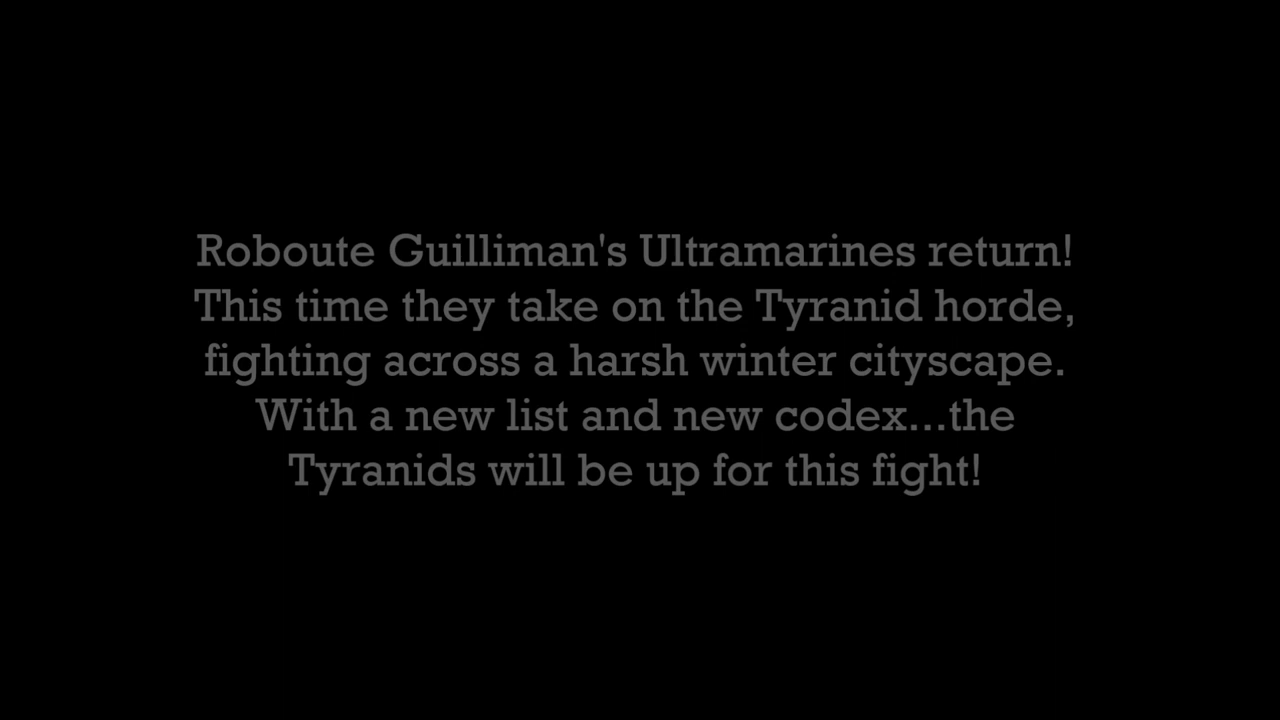 Roboute Guilliman's Ultramarines return!
This time they take on the Tyranid horde,
fighting across a harsh winter cityscape.
With a new list and new codex...the
Tyranids will be up for this fight!